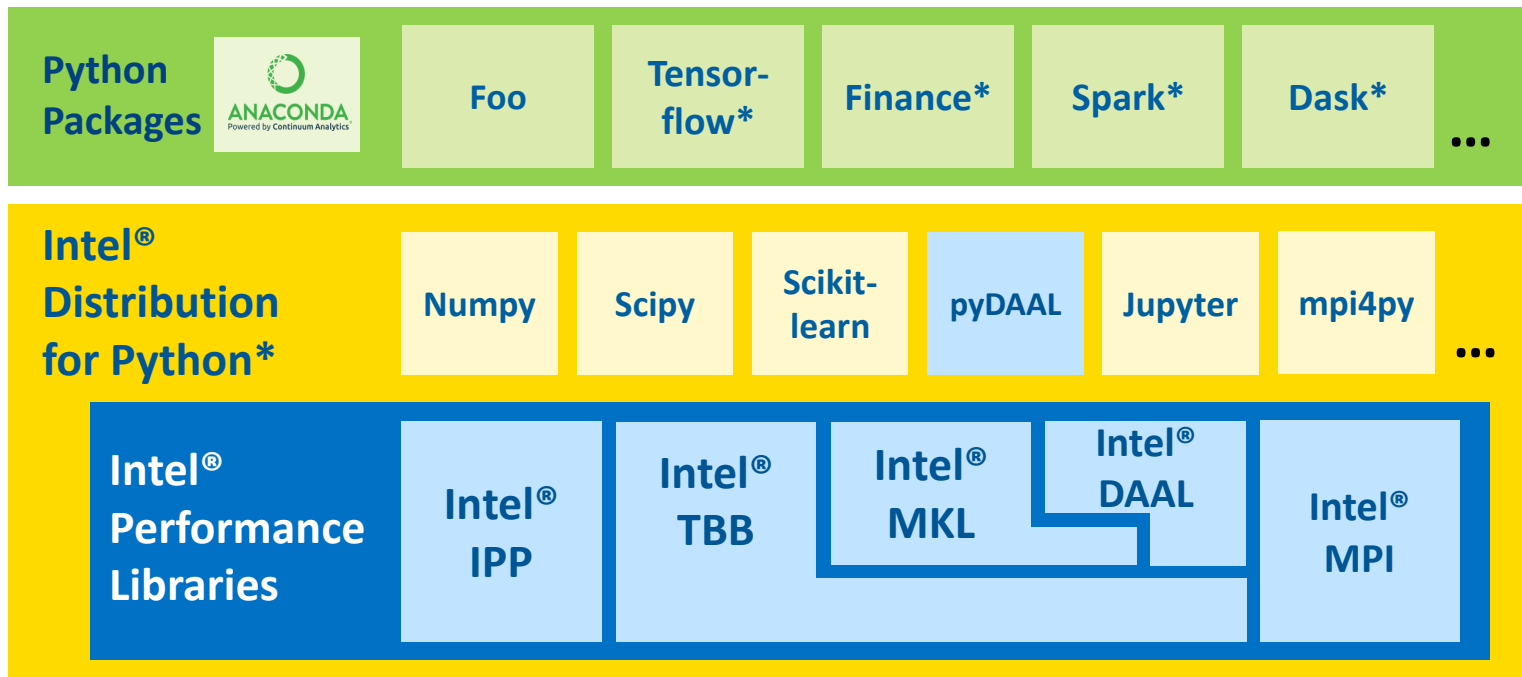 Python
Packages
ANACONDA
Powered by Continuum Analytics®
Foo
Tensor-
flow*
Finance*
Spark*
Dask*
...
Intel®
Distribution
for Python*
Numpy
Scipy
Scikit-
learn
pyDAAL
Jupyter
mpi4py
...
Intel®
Performance
Libraries
Intel®
IPP
Intel®
TBB
Intel®
MKL
Intel®
DAAL
Intel®
MPI